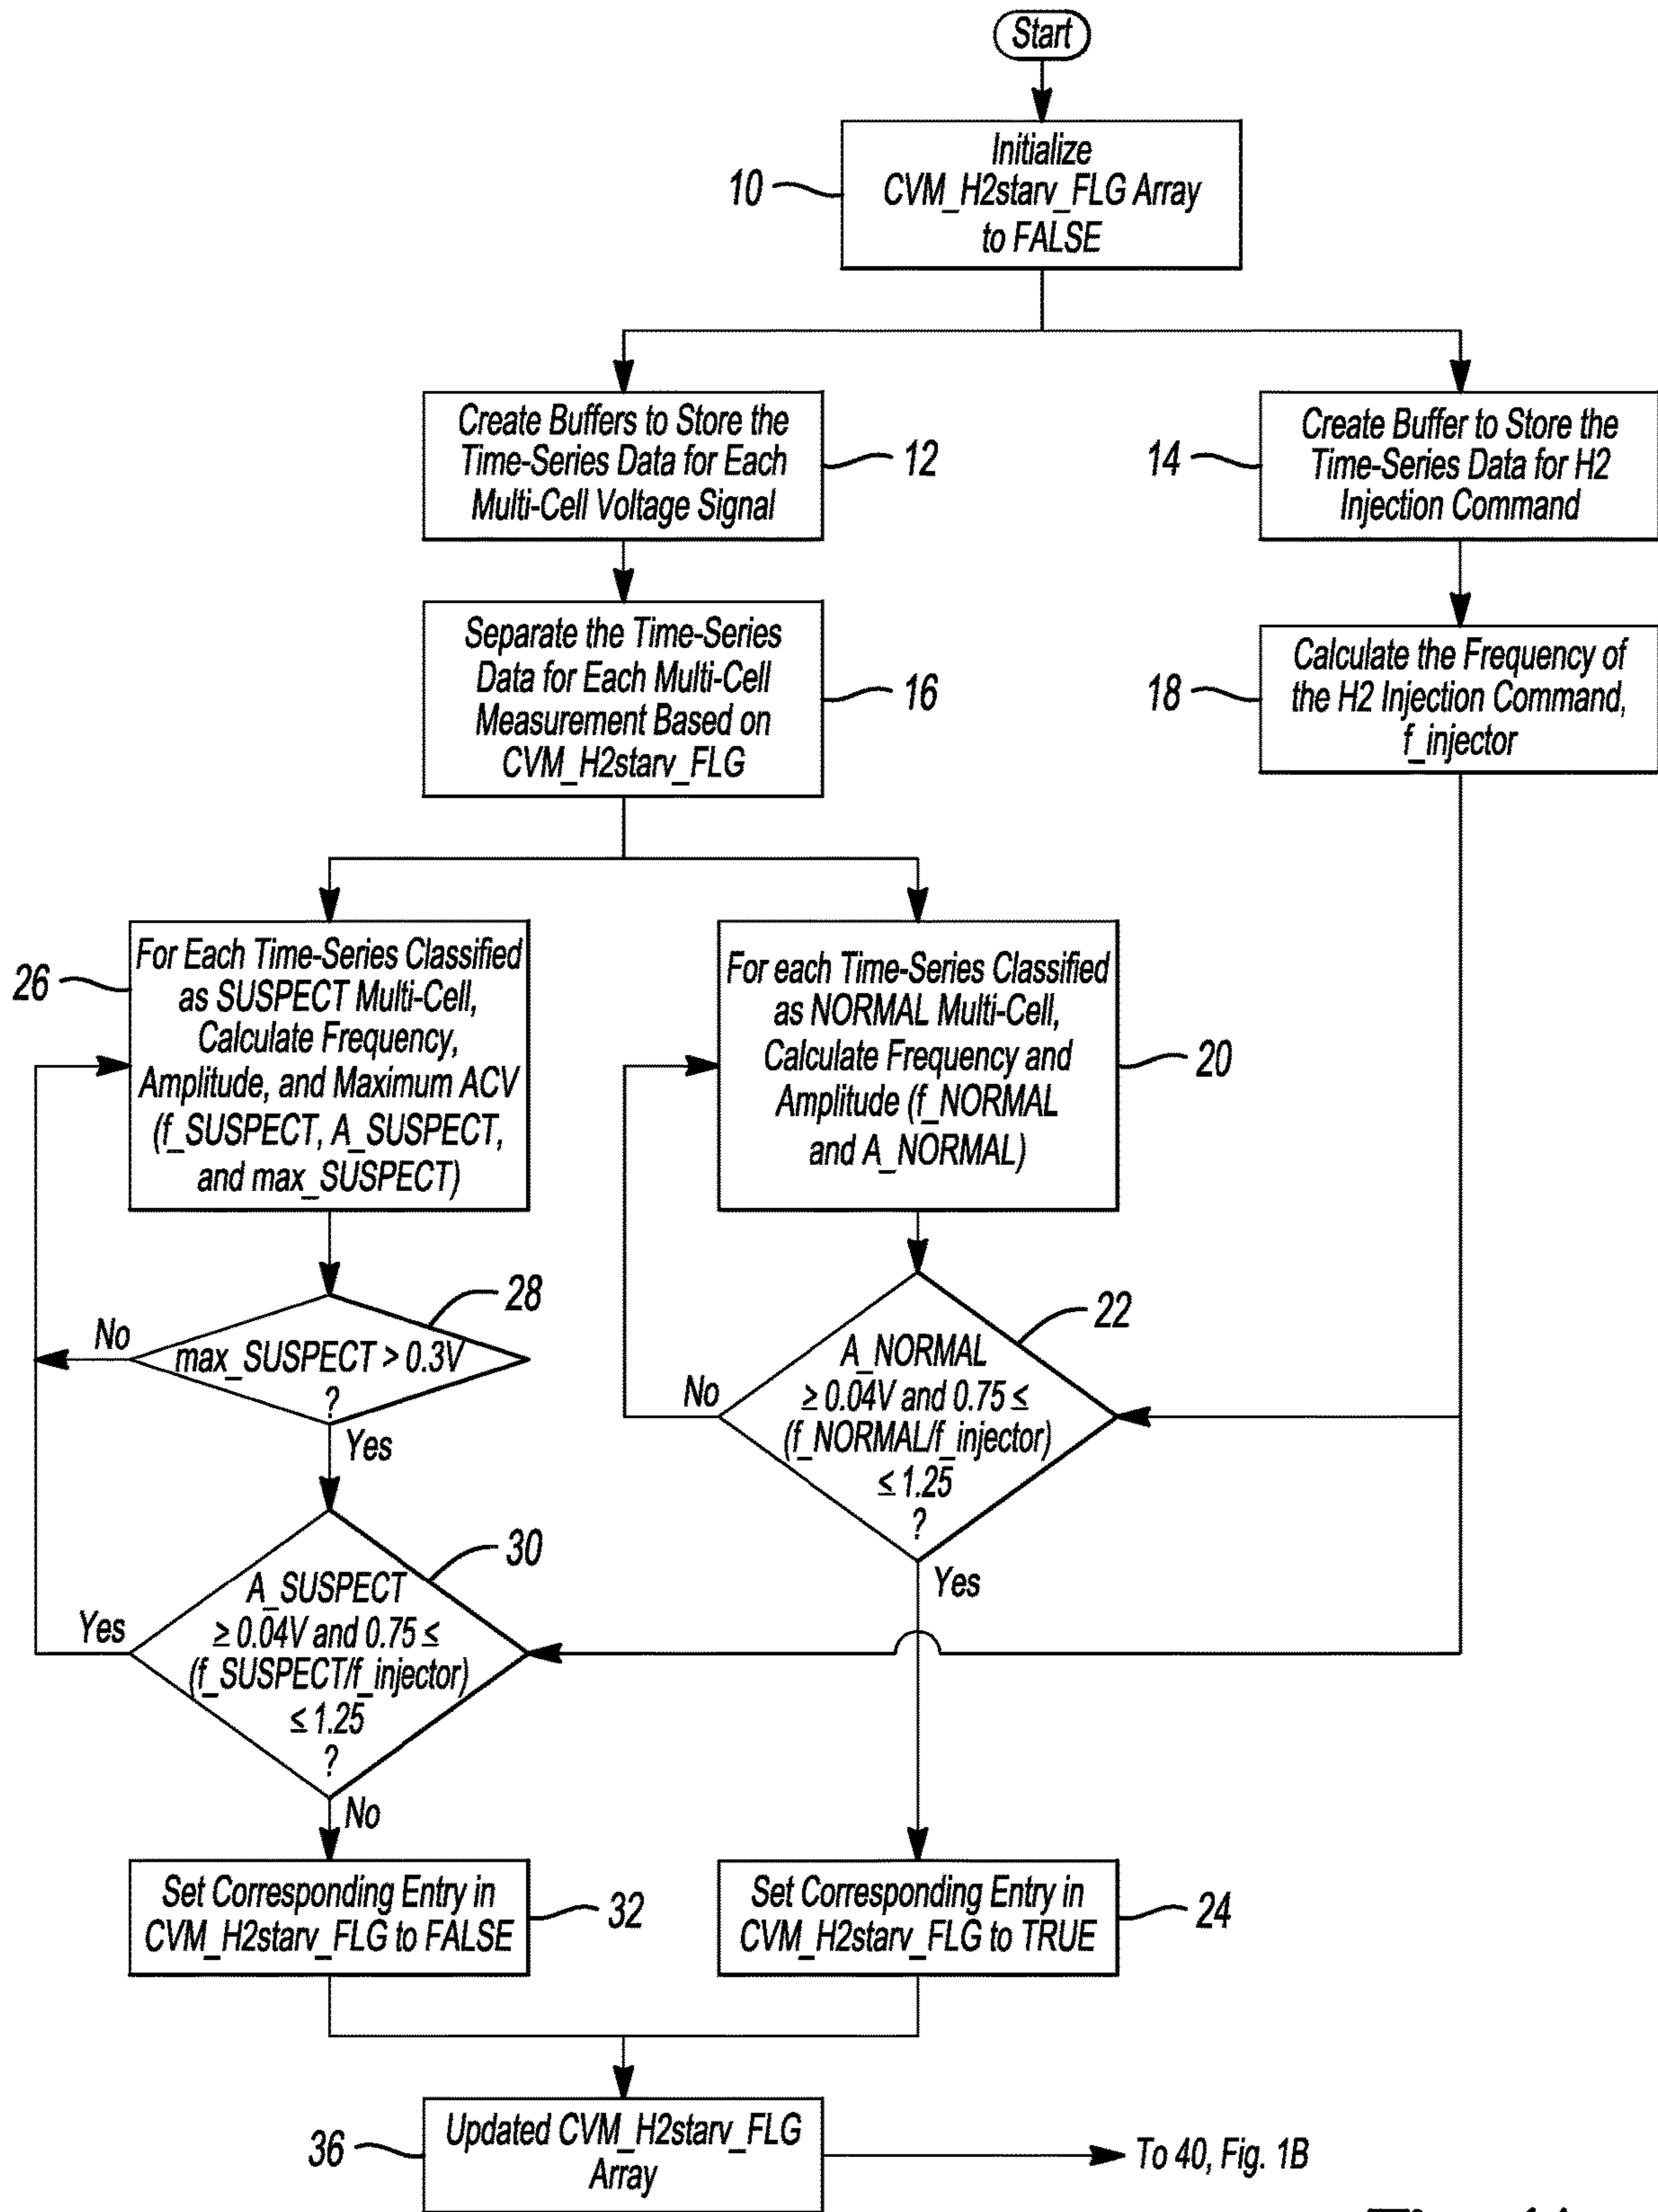 Start
Initialize
CVM_H2starv_FLG Array
to FALSE
10
Create Buffers to Store the
Time-Series Data for Each
Multi-Cell Voltage Signal
12
14
Create Buffer to Store the
Time-Series Data for H2
Injection Command
Separate the Time-Series
Data for Each Multi-Cell
Measurement Based on
CVM_H2starv_FLG
16
18
Calculate the Frequency of
the H2 Injection Command,
f_injector
26
For Each Time-Series Classified
as SUSPECT Multi-Cell,
Calculate Frequency,
Amplitude, and Maximum ACV
(f_SUSPECT, A_SUSPECT,
and max_SUSPECT)
For each Time-Series Classified
as NORMAL Multi-Cell,
Calculate Frequency and
Amplitude (f_NORMAL
and A_NORMAL)
20
28
No
max_SUSPECT > 0.3V
?
Yes
22
A_NORMAL
≥ 0.04V and 0.75 ≤
(f_NORMAL/f_injector)
≤ 1.25
?
No
Yes
30
A_SUSPECT
≥ 0.04V and 0.75 ≤
(f_SUSPECT/f_injector)
≤ 1.25
?
Yes
No
Set Corresponding Entry in
CVM_H2starv_FLG to FALSE
32
Set Corresponding Entry in
CVM_H2starv_FLG to TRUE
24
36
Updated CVM_H2starv_FLG
Array
To 40, Fig. 1B